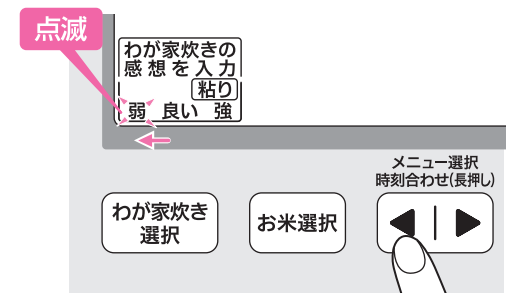 点滅
わが家炊きの
感想を入力
粘り
弱 良い 強
メニュー選択
時刻合わせ(長押し)
わが家炊き
選択
お米選択